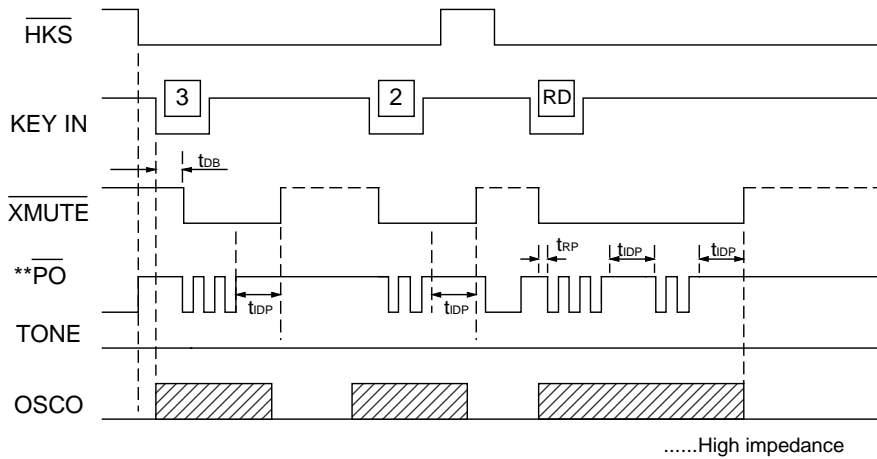 HKS
3
2
RD
KEY IN
tDB
XMUTE
tRP
tIDP
tIDP
**PO
tIDP
tIDP
TONE
OSCO
......High impedance